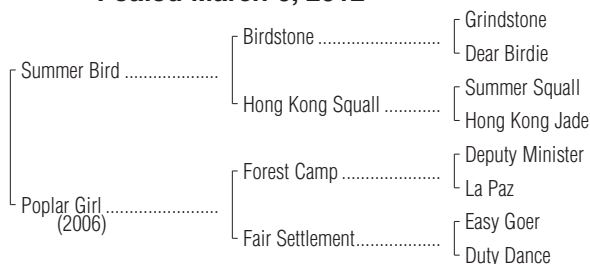 Foaled March 2012
Grindstone
Birdstone ........................
Dear Birdie
Summer Bird ...................
Summer Squall
Hong Kong Squall ............
Hong Kong Jade
Deputy Minister
Forest Camp ....................
La Paz
Poplar Girl ......................
(2006)
Easy Goer
Fair Settlement.................
Duty Dance